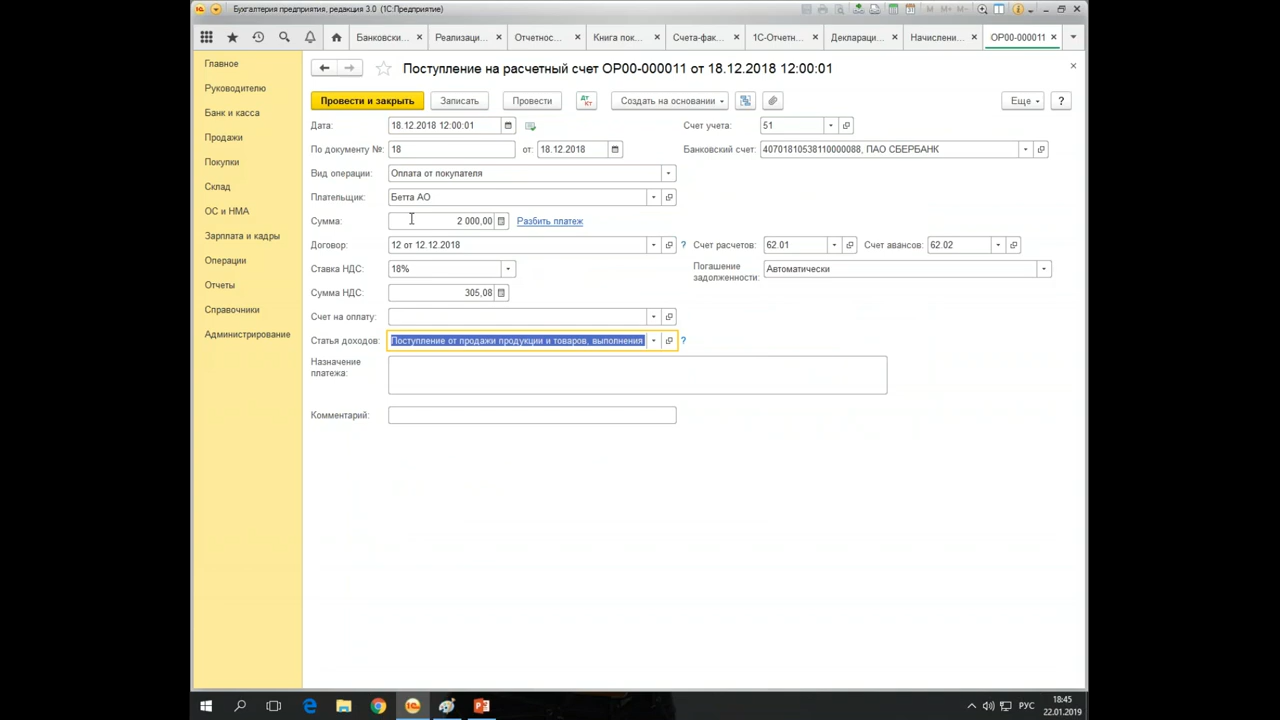 Бухгалтерия предприятия, редакция 3.0 (1С:Предприятие)
Банковски... Реализаци... Отчетнос... Книга пок... Счета-фак... 1С-Отчетн... Деклараци... Начислени... ОР00-000011
Главное
Руководителю
Банк и касса
Продажи
Покупки
Склад
ОС и НМА
Зарплата и кадры
Операции
Отчеты
Справочники
Администрирование
Поступление на расчетный счет ОР00-000011 от 18.12.2018 12:00:01
Провести и закрыть Записать Провести Дт Кт Создать на основании Еще ?
Дата: 18.12.2018 12:00:01 Счет учета: 51
По документу №: 18 от: 18.12.2018 Банковский счет: 40701810538110000088, ПАО СБЕРБАНК
Вид операции: Оплата от покупателя
Плательщик: Бетта АО
Сумма: 2 000,00 Разбить платеж
Договор: 12 от 12.12.2018 ? Счет расчетов: 62.01 Счет авансов: 62.02
Ставка НДС: 18% Погашение задолженности: Автоматически
Сумма НДС: 305,08
Счет на оплату:
Статья доходов: Поступление от продажи продукции и товаров, выполнения ?
Назначение
платежа:
Комментарий:
18:45
РУС
22.01.2019